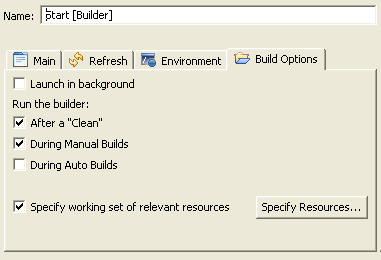 Name: Start [Builder]
Main Refresh Environment Build Options
Launch in background
Run the builder:
After a "Clean"
During Manual Builds
During Auto Builds
Specify working set of relevant resources Specify Resources...